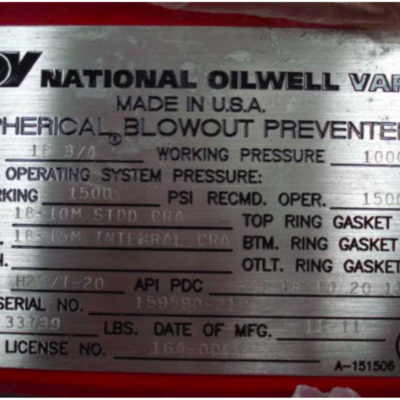 NATIONAL OILWELL VAR
MADE IN U.S.A.
PHERICAL® BLOWOUT PREVENTE
18 3/4 WORKING PRESSURE 1000
OPERATING SYSTEM PRESSURE:
RKING 1500 PSI RECMD. OPER. 1500
18-10M STDD CRA TOP RING GASKET
18-15M INTEGRAL CRA BTM. RING GASKET
OTLT. RING GASKET
API PDC
SERIAL NO.
33739 LBS. DATE OF MFG. 11-11
LICENSE NO.
A-151506